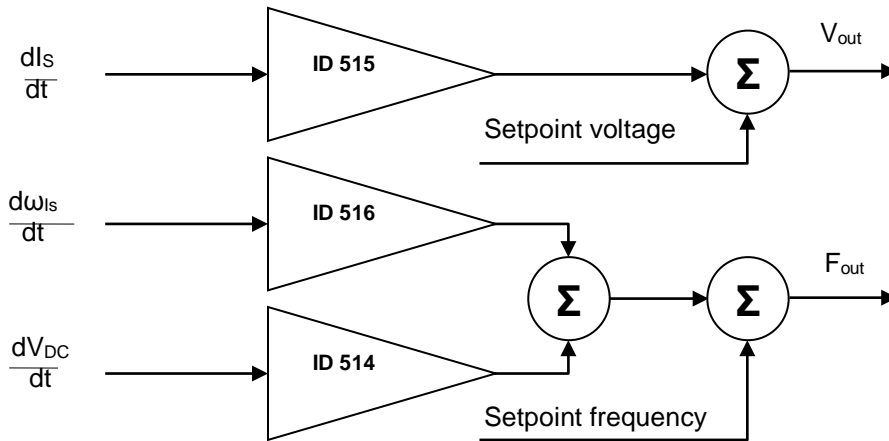 dIS
dt
ID 515
Σ
Vout
Setpoint voltage
dωIs
dt
ID 516
Σ
Σ
Fout
dVDC
dt
ID 514
Setpoint frequency